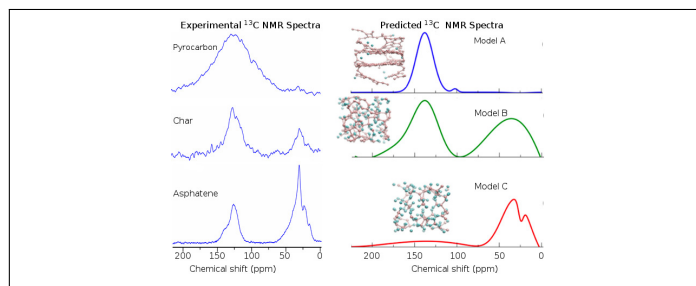 Experimental ¹³C NMR Spectra
Predicted ¹³C NMR Spectra
Pyrocarbon
Model A
Char
Model B
Asphatene
Model C
200 150 100 50 0
200 150 100 50 0
Chemical shift (ppm)
Chemical shift (ppm)